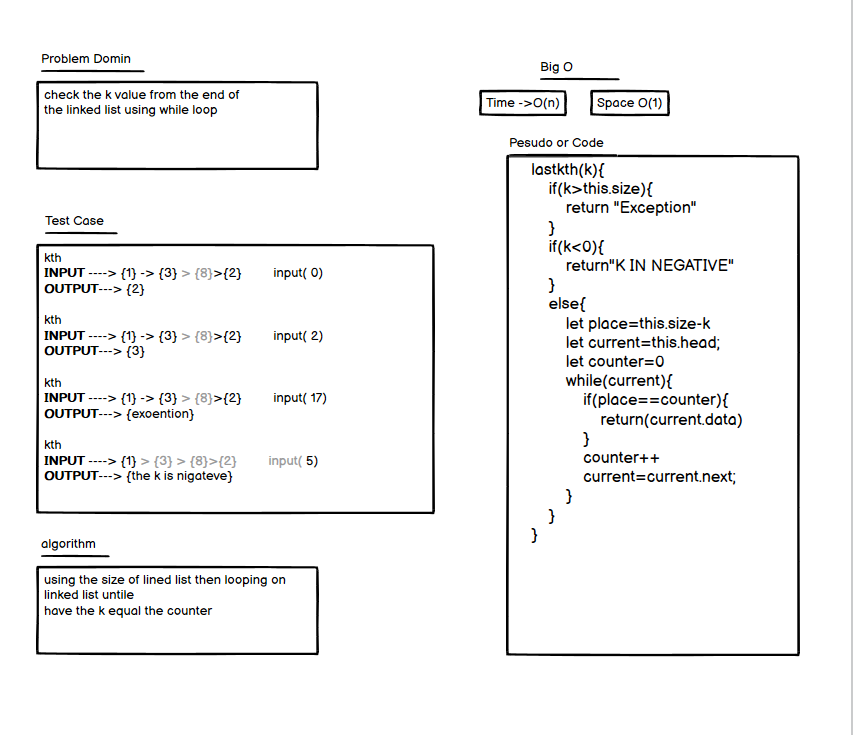 Problem Domin
check the k value from the end of
the linked list using while loop
Test Case
kth
INPUT ----> {1} -> {3} > {8}>{2} input( 0)
OUTPUT---> {2}
kth
INPUT ----> {1} -> {3} > {8}>{2} input( 2)
OUTPUT---> {3}
kth
INPUT ----> {1} -> {3} > {8}>{2} input( 17)
OUTPUT---> {exoention}
kth
INPUT ----> {1} > {3} > {8}>{2} input( 5)
OUTPUT---> {the k is nigateve}
algorithm
using the size of lined list then looping on
linked list untile
have the k equal the counter
Big O
Time ->O(n) Space O(1)
Pesudo or Code
lastkth(k){
if(k>this.size){
return "Exception"
}
if(k<0){
return"K IN NEGATIVE"
}
else{
let place=this.size-k
let current=this.head;
let counter=0
while(current){
if(place==counter){
return(current.data)
}
counter++
current=current.next;
}
}
}